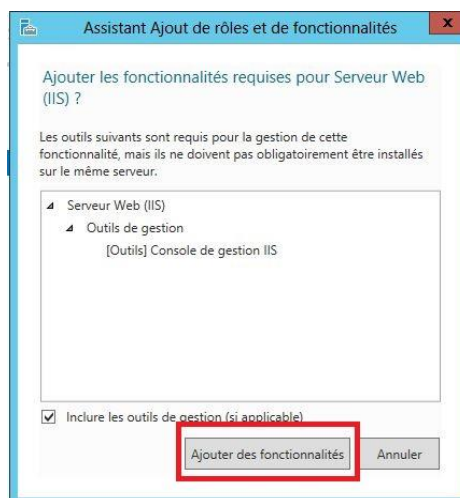 Assistant Ajout de rôles et de fonctionnalités
x
Ajouter les fonctionnalités requises pour Serveur Web
(IIS) ?
Les outils suivants sont requis pour la gestion de cette
fonctionnalité, mais ils ne doivent pas obligatoirement être installés
sur le même serveur.
Serveur Web (IIS)
Outils de gestion
[Outils] Console de gestion IIS
Inclure les outils de gestion (si applicable)
Ajouter des fonctionnalités
Annuler